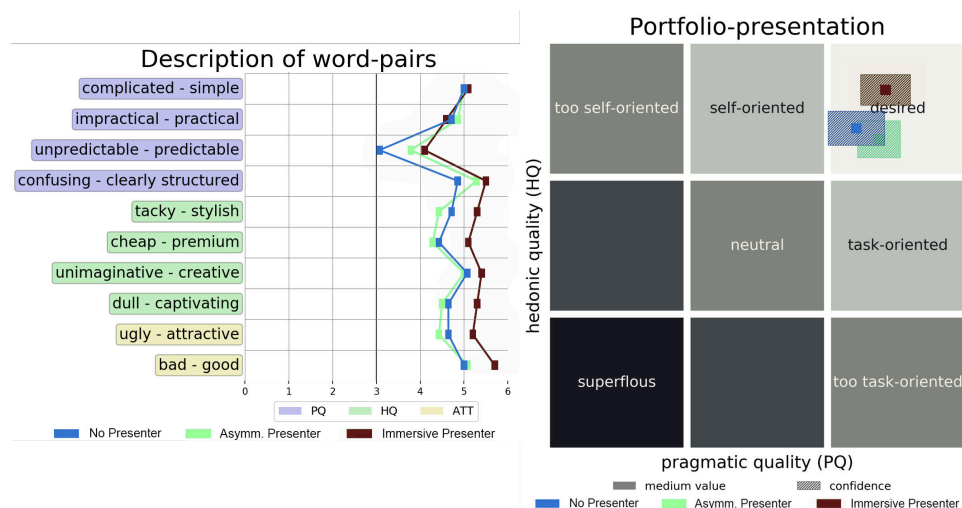 Description of word-pairs
complicated - simple
impractical - practical
unpredictable - predictable
confusing - clearly structured
tacky - stylish
cheap - premium
unimaginative - creative
dull - captivating
ugly - attractive
bad - good
0 1 2 3 4 5 6
PQ HQ ATT
No Presenter Asymm. Presenter Immersive Presenter
Portfolio-presentation
hedonic quality (HQ)
too self-oriented self-oriented desired
neutral task-oriented
superflous too task-oriented
pragmatic quality (PQ)
medium value confidence
No Presenter Asymm. Presenter Immersive Presenter